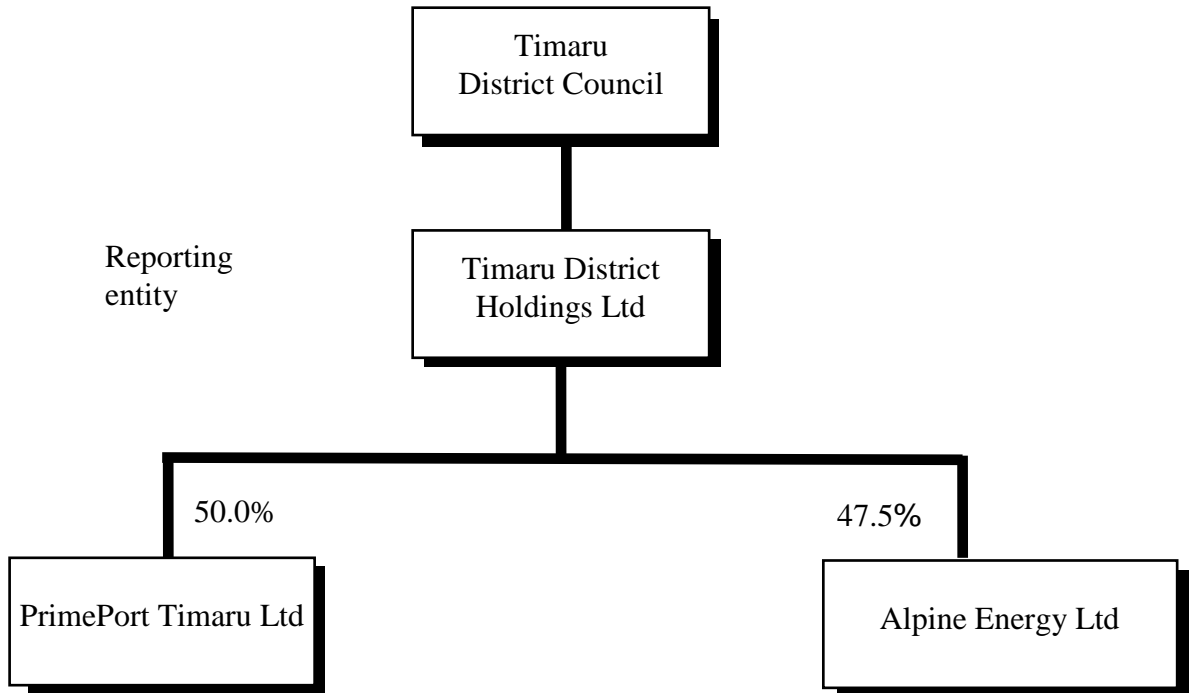 Timaru
District Council
Reporting
entity
Timaru District
Holdings Ltd
50.0%
47.5%
PrimePort Timaru Ltd
Alpine Energy Ltd